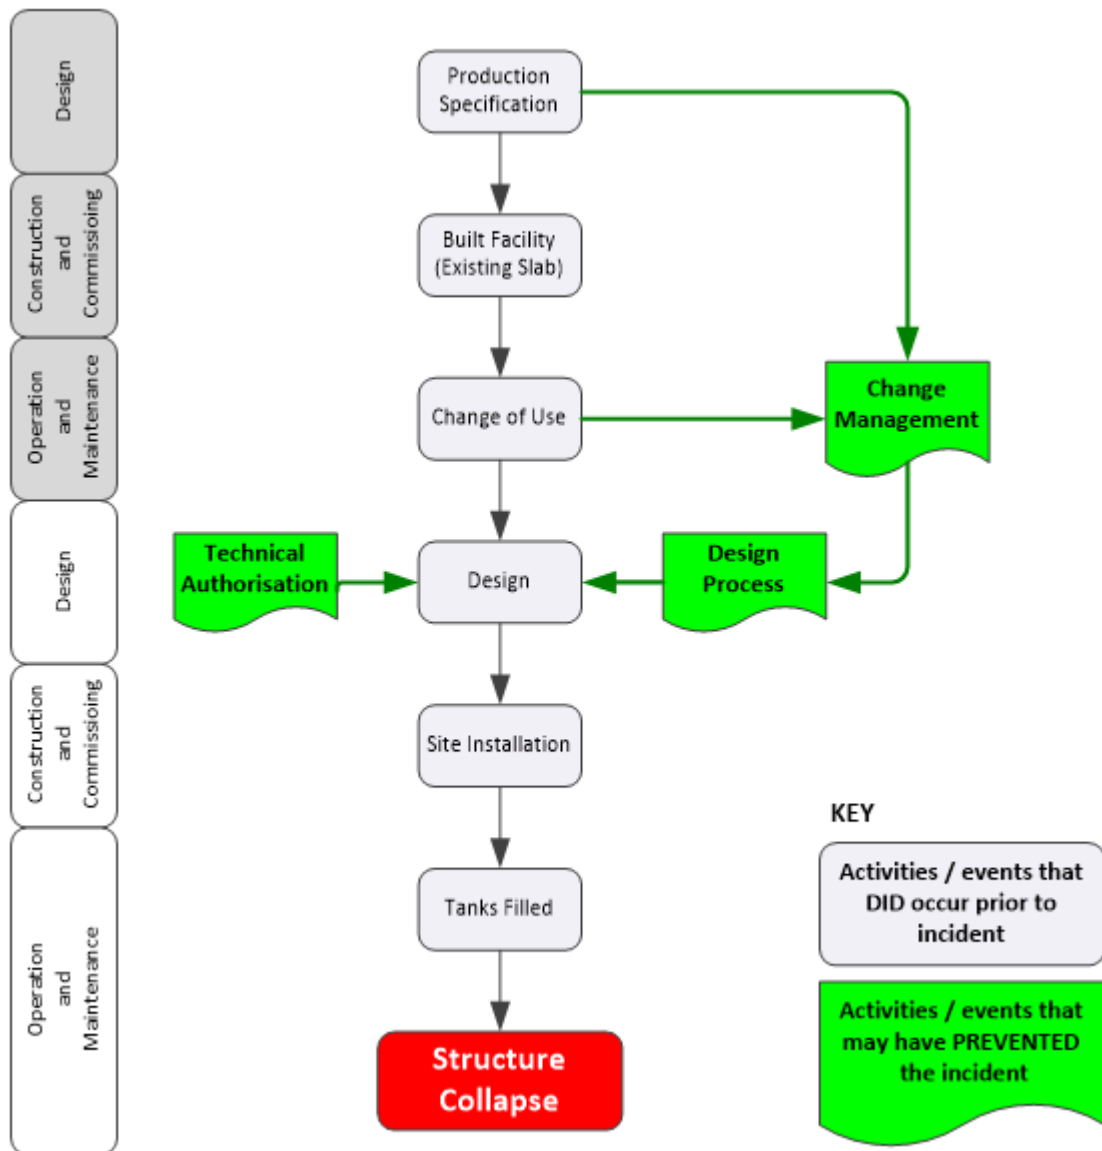 Design
Construction
and
Commissioing
Operation
and
Maintenance
Design
Construction
and
Commissioing
Operation
and
Maintenance
Production
Specification
Built Facility
(Existing Slab)
Change of Use
Change
Management
Technical
Authorisation
Design
Design
Process
Site Installation
Tanks Filled
Structure
Collapse
KEY
Activities / events that
DID occur prior to
incident
Activities / events that
may have PREVENTED
the incident